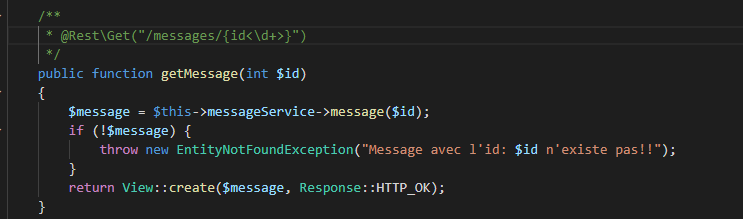 /**
 * @Rest\Get("/messages/{id<\d+>}")
 */
public function getMessage(int $id)
{
    $message = $this->messageService->message($id);
    if (!$message) {
        throw new EntityNotFoundException("Message avec l'id: $id n'existe pas!!");
    }
    return View::create($message, Response::HTTP_OK);
}